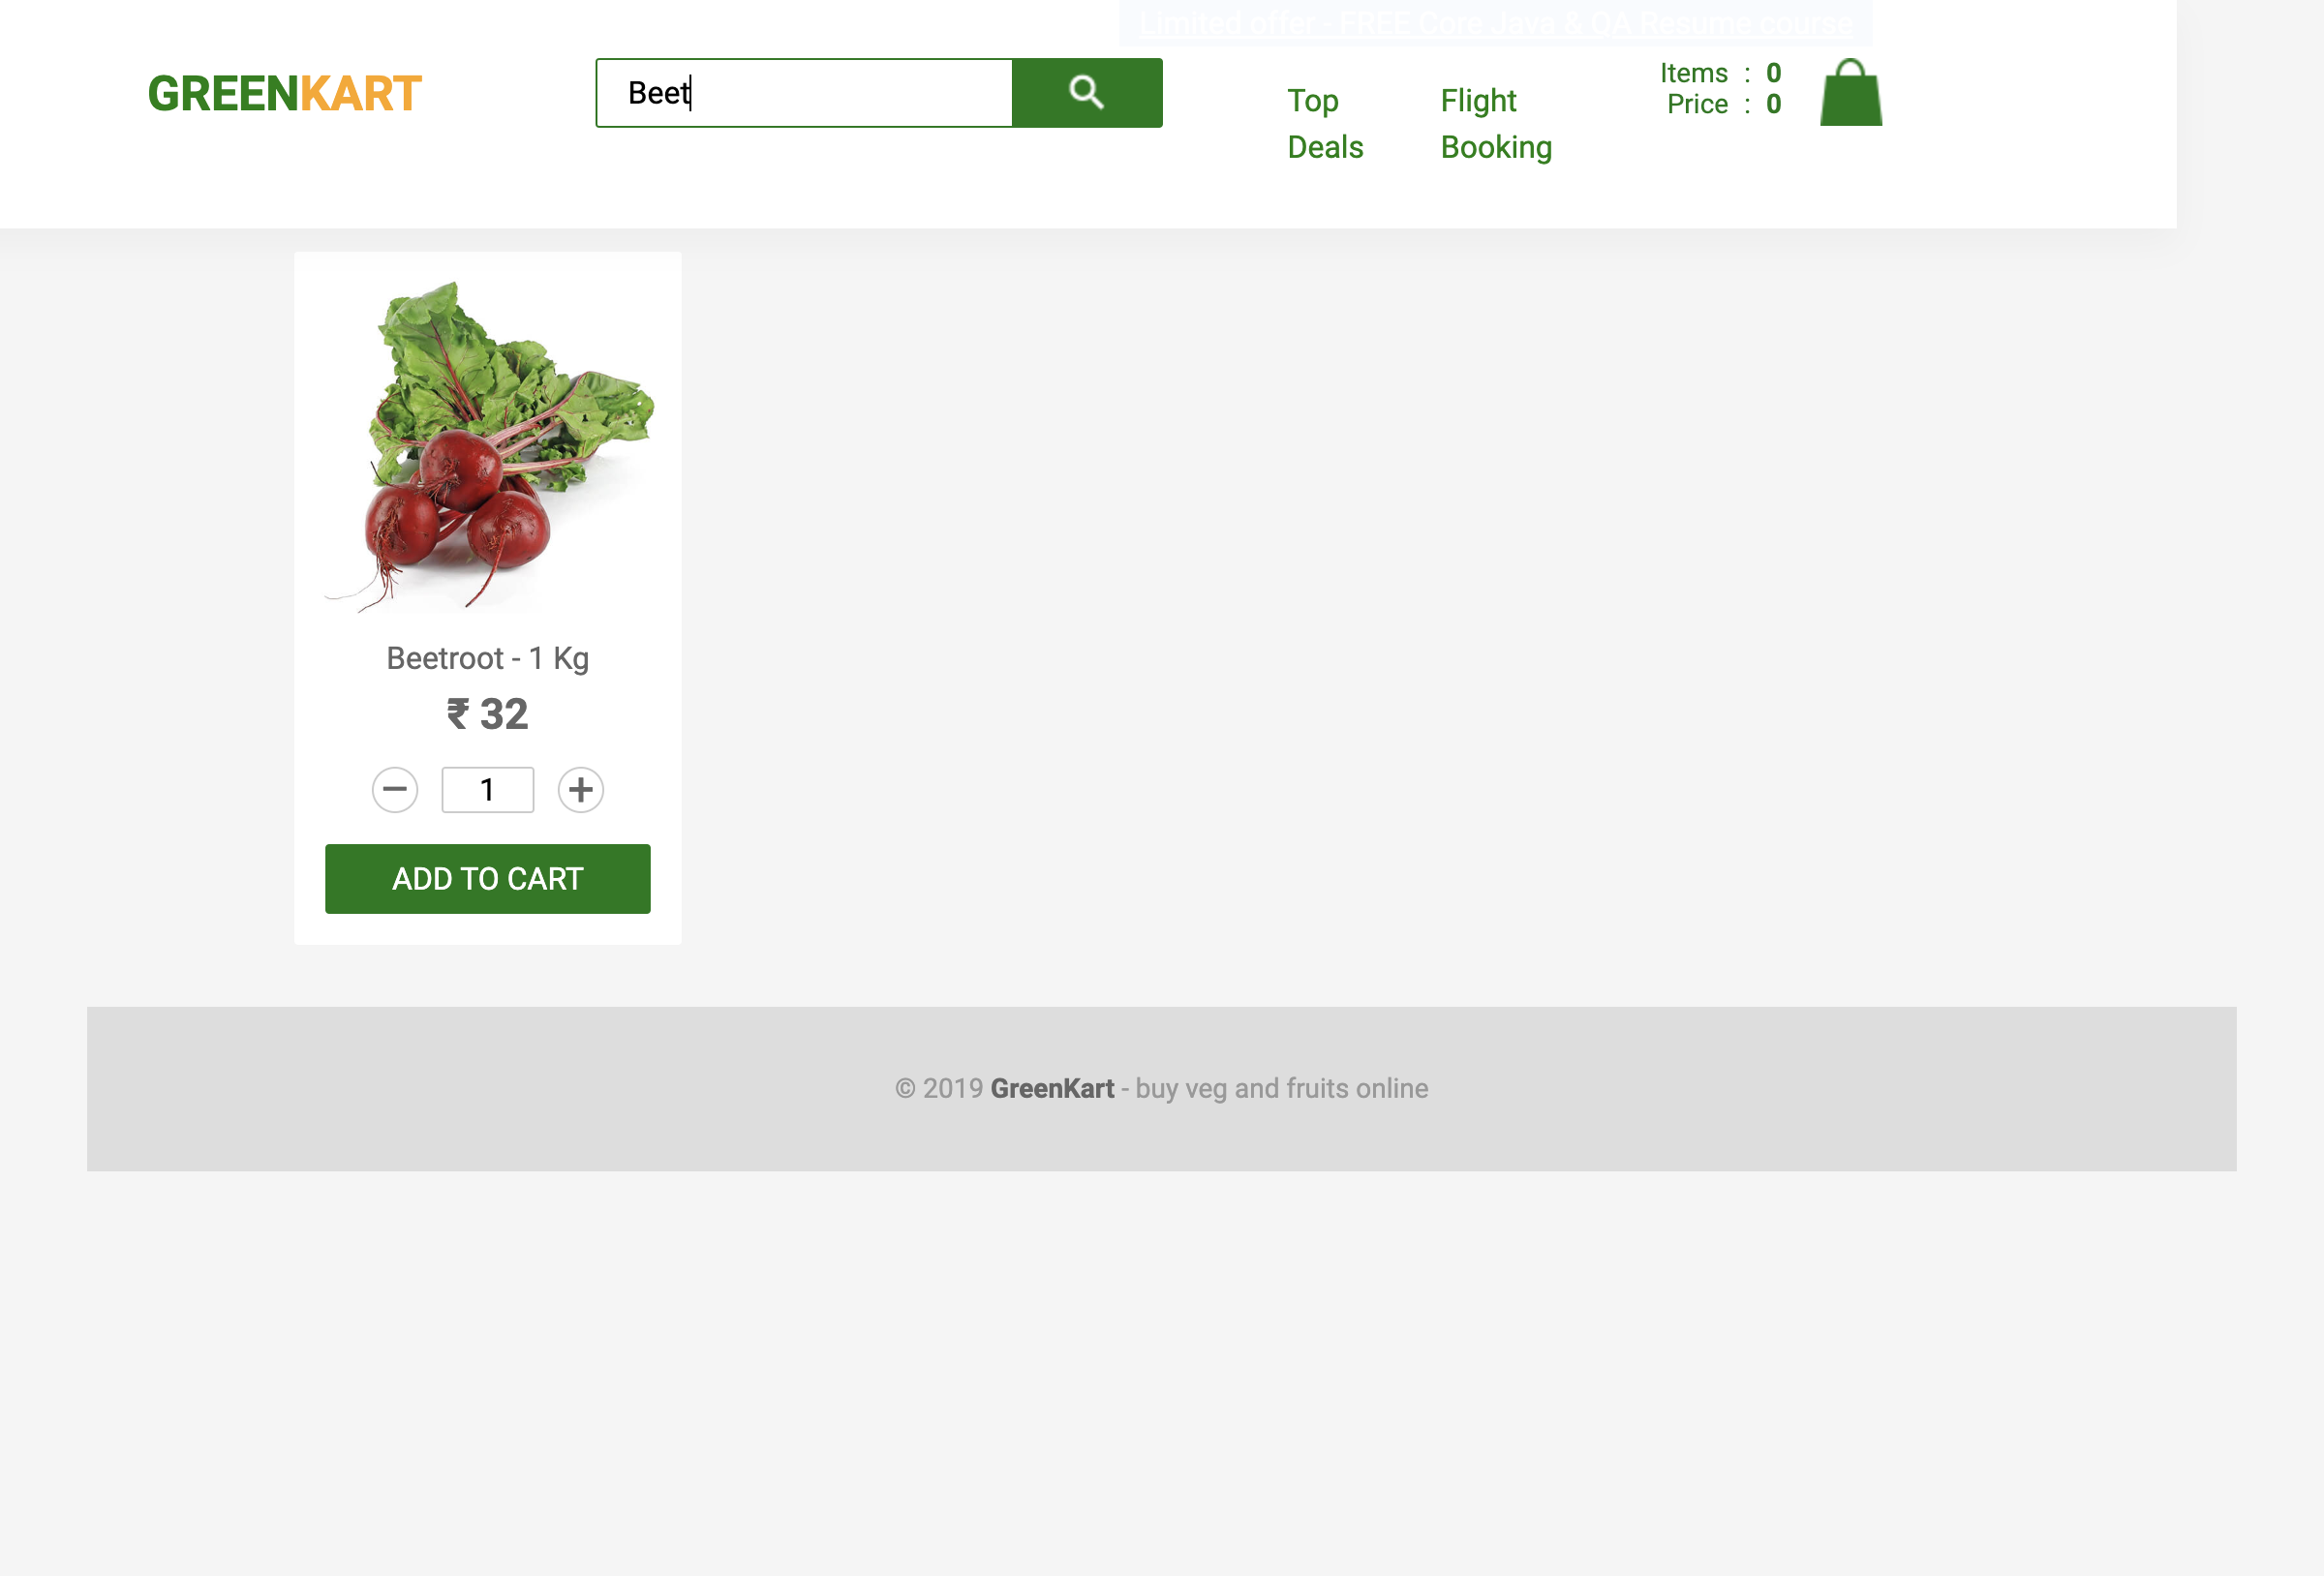 Limited offer - FREE Core Java & QA Resume course
GREENKART
Beet
Top
Deals
Flight
Booking
Items : 0
Price : 0
Beetroot - 1 Kg
₹ 32
1
ADD TO CART
© 2019 GreenKart - buy veg and fruits online